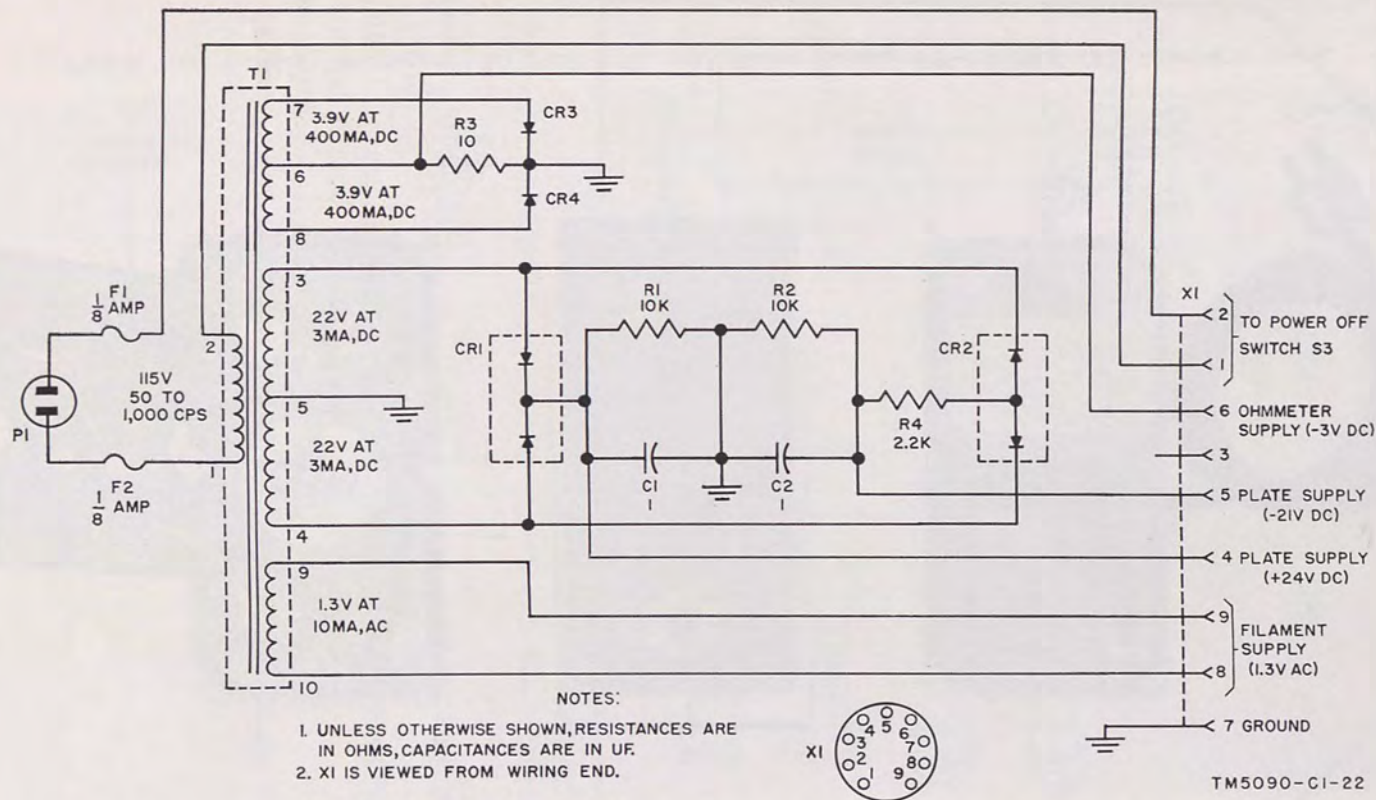 T1
7
3.9V AT
400MA,DC
CR3
R3
10
6
3.9V AT
400MA,DC
CR4
8
3
F1
1/8 AMP
2
22V AT
3MA,DC
CR1
R1
10K
R2
10K
CR2
X1
2
TO POWER OFF
SWITCH S3
1
115V
50 TO
1,000 CPS
P1
5
R4
2.2K
6 OHMMETER
SUPPLY (-3V DC)
3
22V AT
3MA,DC
1
F2
1/8 AMP
C1
1
C2
1
5 PLATE SUPPLY
(-21V DC)
4
4 PLATE SUPPLY
(+24V DC)
9
1.3V AT
10MA,AC
10
9
FILAMENT
SUPPLY
(1.3V AC)
8
7 GROUND
NOTES:
1. UNLESS OTHERWISE SHOWN,RESISTANCES ARE
IN OHMS,CAPACITANCES ARE IN UF.
2. X1 IS VIEWED FROM WIRING END.
X1
1
2
3
4
5
6
7
8
9
TM5090-C1-22